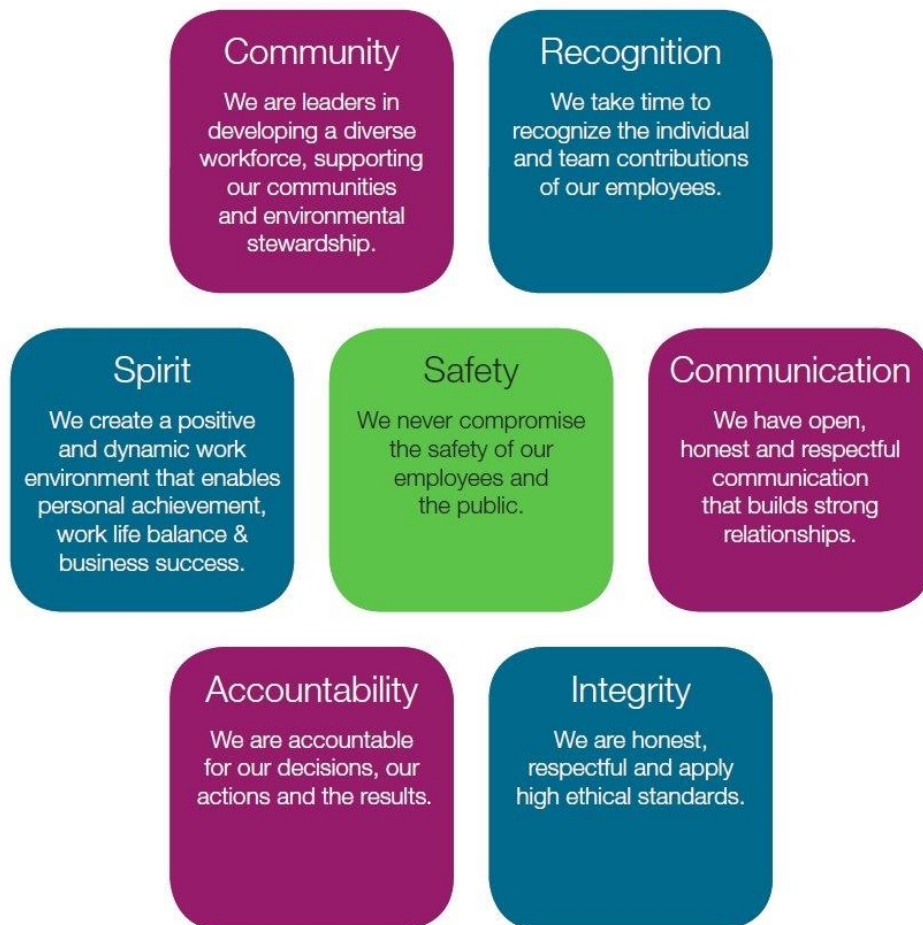 Community
We are leaders in
developing a diverse
workforce, supporting
our communities
and environmental
stewardship.
Recognition
We take time to
recognize the individual
and team contributions
of our employees.
Spirit
We create a positive
and dynamic work
environment that enables
personal achievement,
work life balance &
business success.
Safety
We never compromise
the safety of our
employees and
the public.
Communication
We have open,
honest and respectful
communication
that builds strong
relationships.
Accountability
We are accountable
for our decisions, our
actions and the results.
Integrity
We are honest,
respectful and apply
high ethical standards.